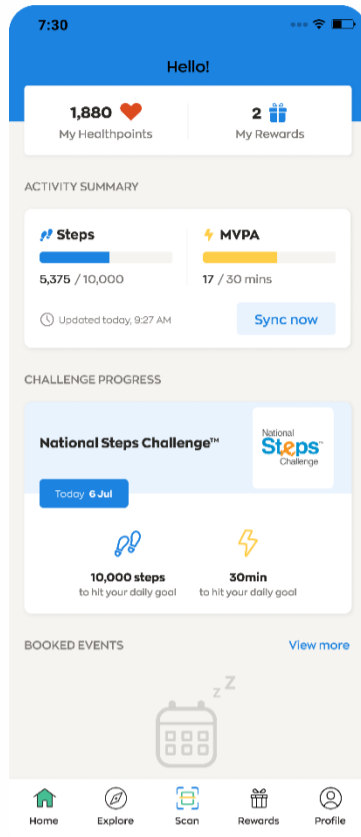 7:30
Hello!
1,880
2
My Healthpoints
My Rewards
ACTIVITY SUMMARY
Steps
MVPA
5,375 / 10,000
17 / 30 mins
Updated today, 9:27 AM
Sync now
CHALLENGE PROGRESS
National Steps Challenge™
National
Steps™
Challenge
Today 6 Jul
10,000 steps
to hit your daily goal
30min
to hit your daily goal
BOOKED EVENTS
View more
z Z
Home
Explore
Scan
Rewards
Profile